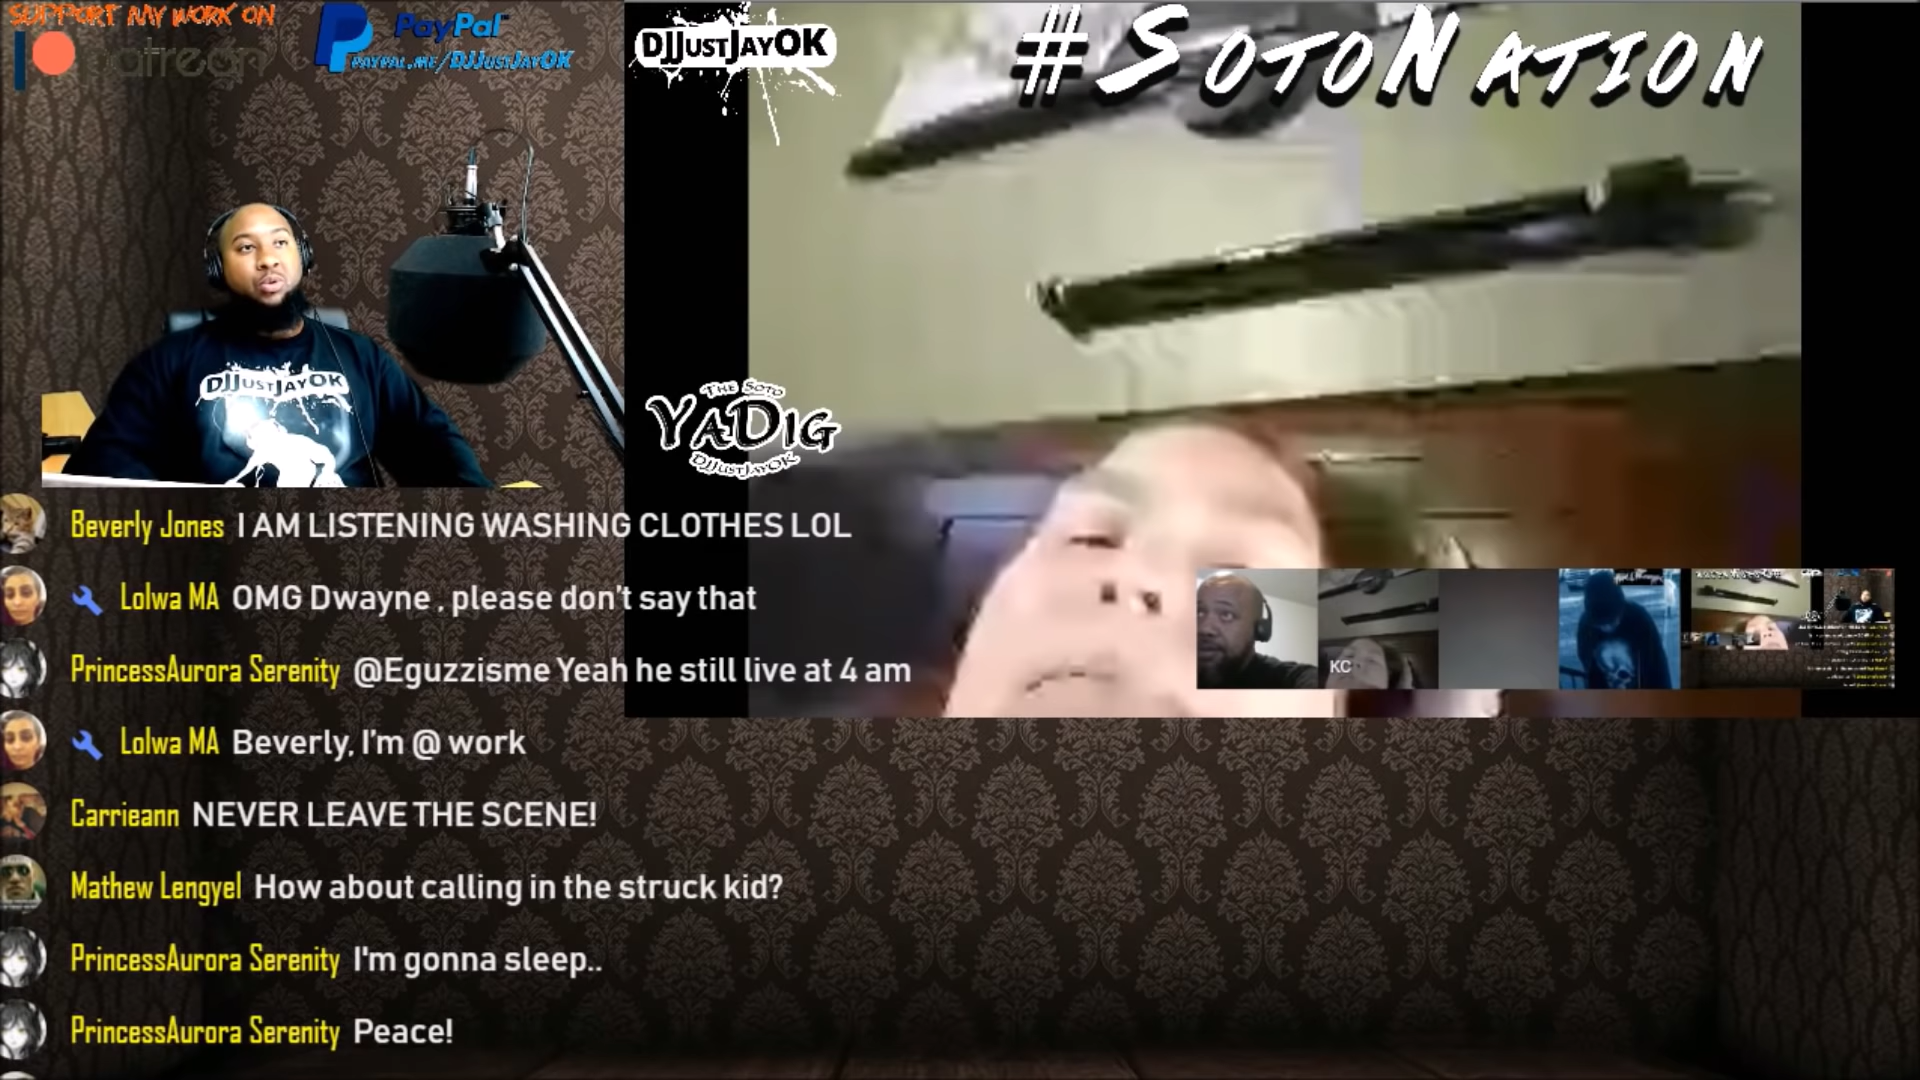 SUPPORT MY WORK ON
patreon
PayPal
PAYPAL.ME/DJJUSTJAYOK
DJJUSTJAYOK
#SOTONATION
DJJUSTJAYOK
THE SOTO
YADIG
DJJUSTJAYOK
KC
Beverly Jones I AM LISTENING WASHING CLOTHES LOL
Lolwa MA OMG Dwayne , please don't say that
PrincessAurora Serenity @Eguzzisme Yeah he still live at 4 am
Lolwa MA Beverly, I'm @ work
Carrieann NEVER LEAVE THE SCENE!
Mathew Lengyel How about calling in the struck kid?
PrincessAurora Serenity I'm gonna sleep..
PrincessAurora Serenity Peace!